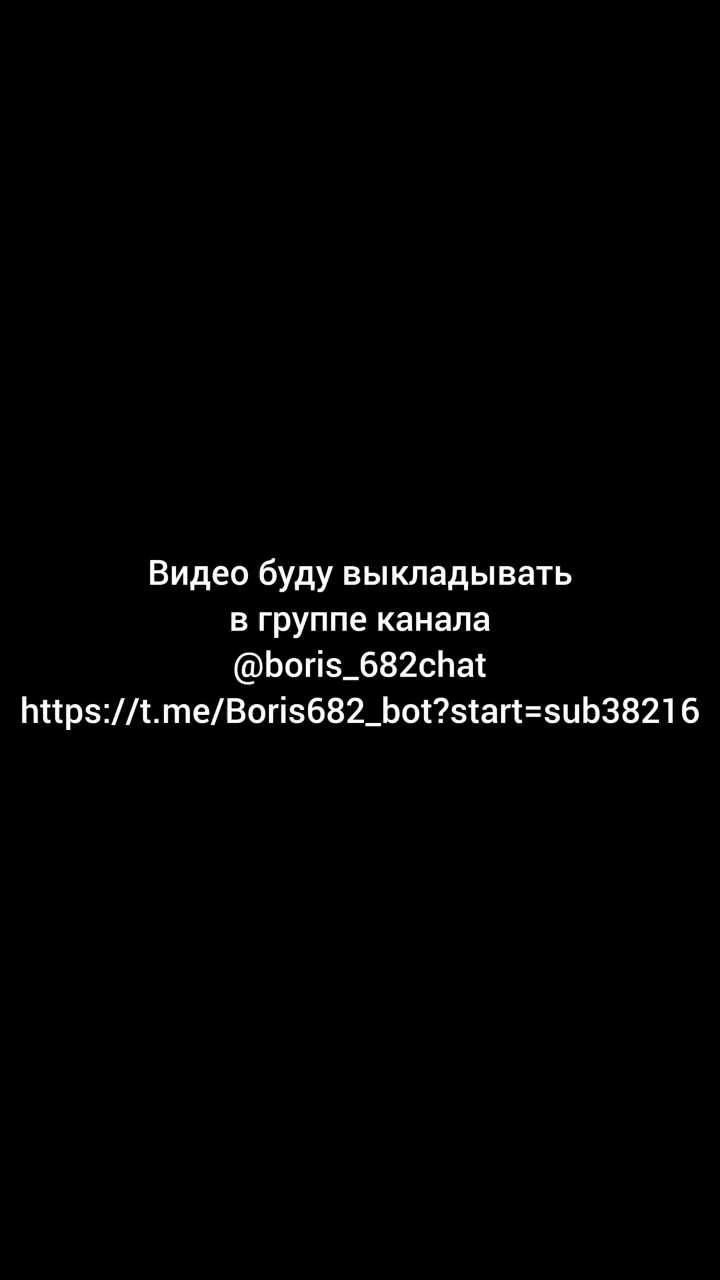 Видео буду выкладывать
в группе канала
@boris_682chat
https://t.me/Boris682_bot?start=sub38216